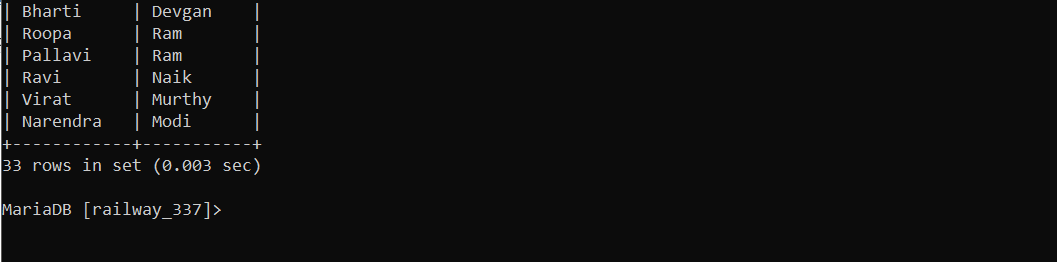 | Bharti     | Devgan    |
| Roopa      | Ram       |
| Pallavi    | Ram       |
| Ravi       | Naik      |
| Virat      | Murthy    |
| Narendra   | Modi      |
+------------+-----------+
33 rows in set (0.003 sec)
MariaDB [railway_337]>